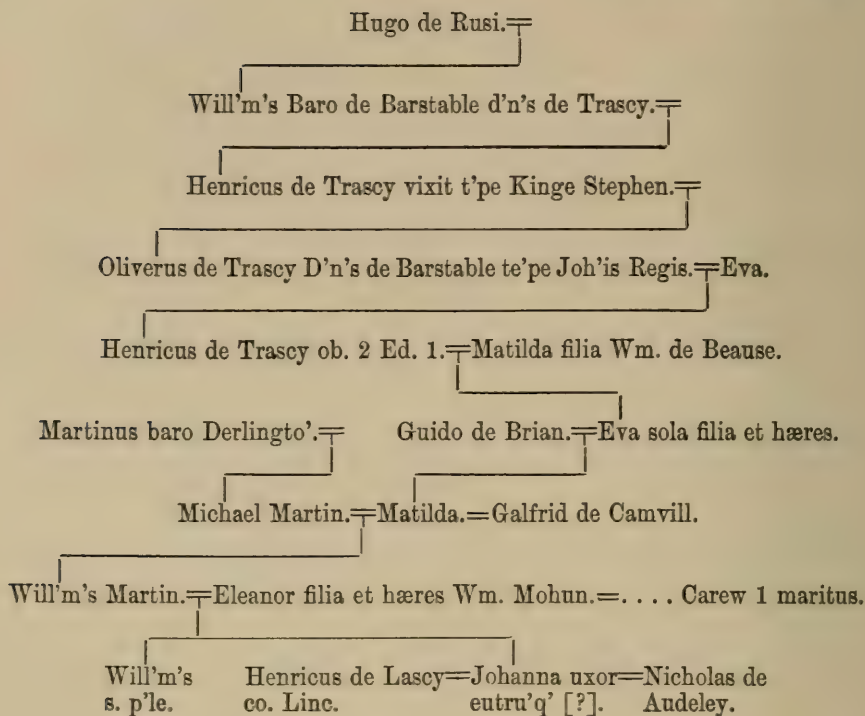 Hugo de Rusi.
Will'm's Baro de Barstable d'n's de Trascy.
Henricus de Trascy vixit t'pe Kinge Stephen.
Oliverus de Trascy D'n's de Barstable te'pe Joh'is Regis.=Eva.
Henricus de Trascy ob. 2 Ed. 1.=Matilda filia Wm. de Beause.
Martinus baro Derlingto'.= Guido de Brian.=Eva sola filia et hæres.
Michael Martin.=Matilda.=Galfrid de Camvill.
Will'm's Martin.=Eleanor filia et hæres Wm. Mohun.=.... Carew 1 maritus.
Will'm's Henricus de Lascy=Johanna uxor=Nicholas de
s. p'le. co. Linc. eutru'q' [?]. Audeley.